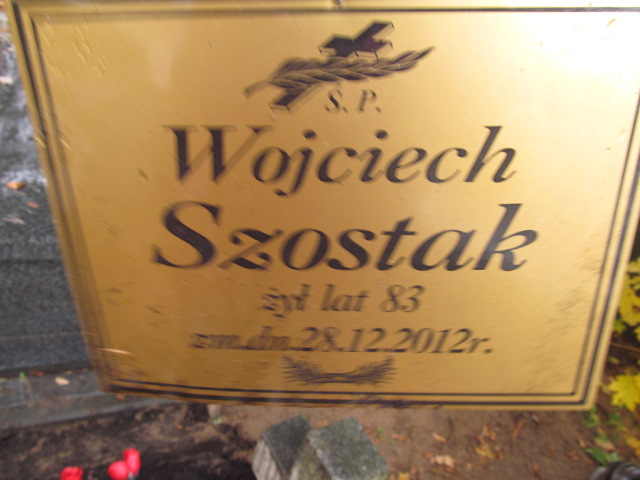 Ś. P.
Wojciech
Szostak
żył lat 83
zm.dn.28.12.2012r.